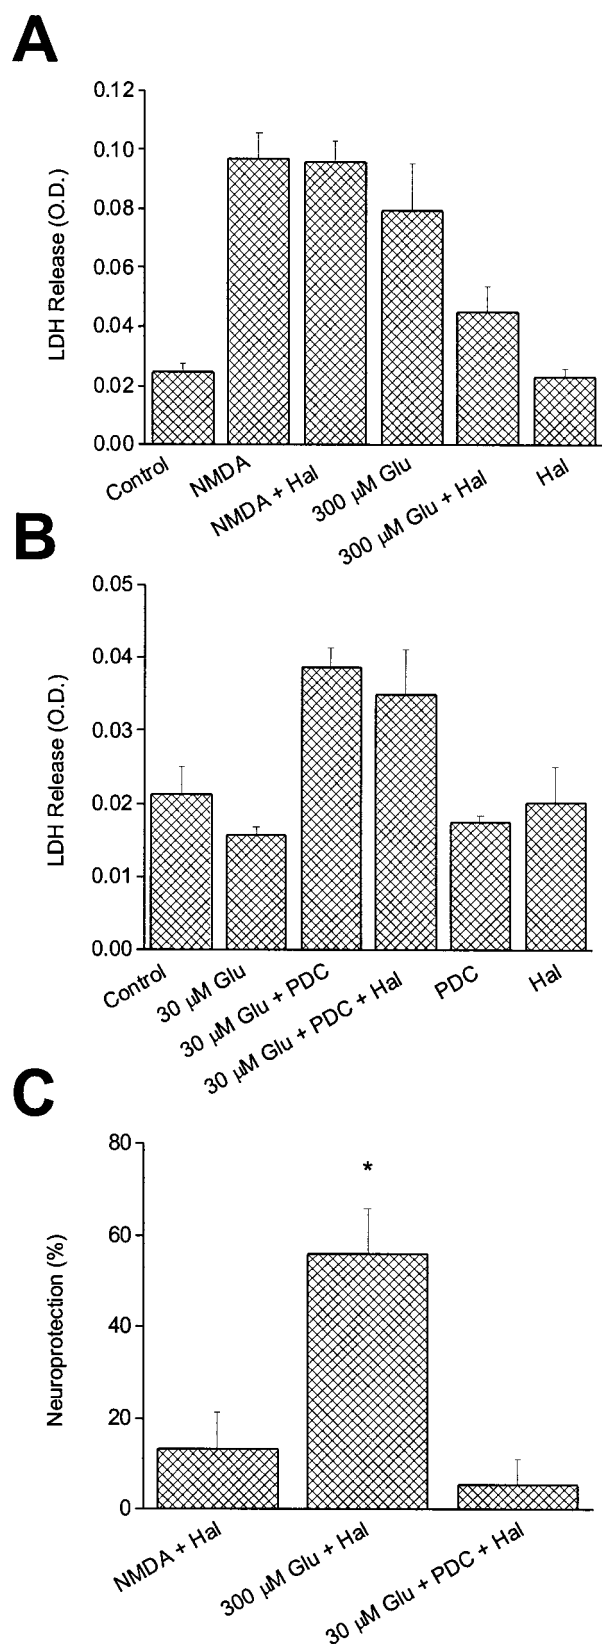 A
LDH Release (O.D.)
0.12
0.10
0.08
0.06
0.04
0.02
0.00
Control
NMDA
NMDA + Hal
300 µM Glu
300 µM Glu + Hal
Hal
B
LDH Release (O.D.)
0.05
0.04
0.03
0.02
0.01
0.00
Control
30 µM Glu
30 µM Glu + PDC
30 µM Glu + PDC + Hal
PDC
Hal
C
Neuroprotection (%)
80
60
40
20
0
*
NMDA + Hal
300 µM Glu + Hal
30 µM Glu + PDC + Hal